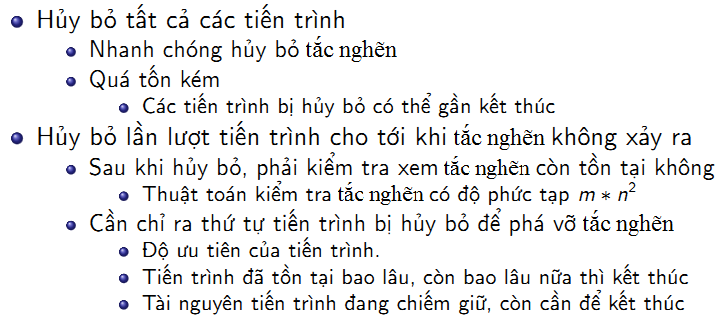 Hủy bỏ tất cả các tiến trình
Nhanh chóng hủy bỏ tắc nghẽn
Quá tốn kém
Các tiến trình bị hủy bỏ có thể gần kết thúc
Hủy bỏ lần lượt tiến trình cho tới khi tắc nghẽn không xảy ra
Sau khi hủy bỏ, phải kiểm tra xem tắc nghẽn còn tồn tại không
Thuật toán kiểm tra tắc nghẽn có độ phức tạp m * n²
Cần chỉ ra thứ tự tiến trình bị hủy bỏ để phá vỡ tắc nghẽn
Độ ưu tiên của tiến trình.
Tiến trình đã tồn tại bao lâu, còn bao lâu nữa thì kết thúc
Tài nguyên tiến trình đang chiếm giữ, còn cần để kết thúc